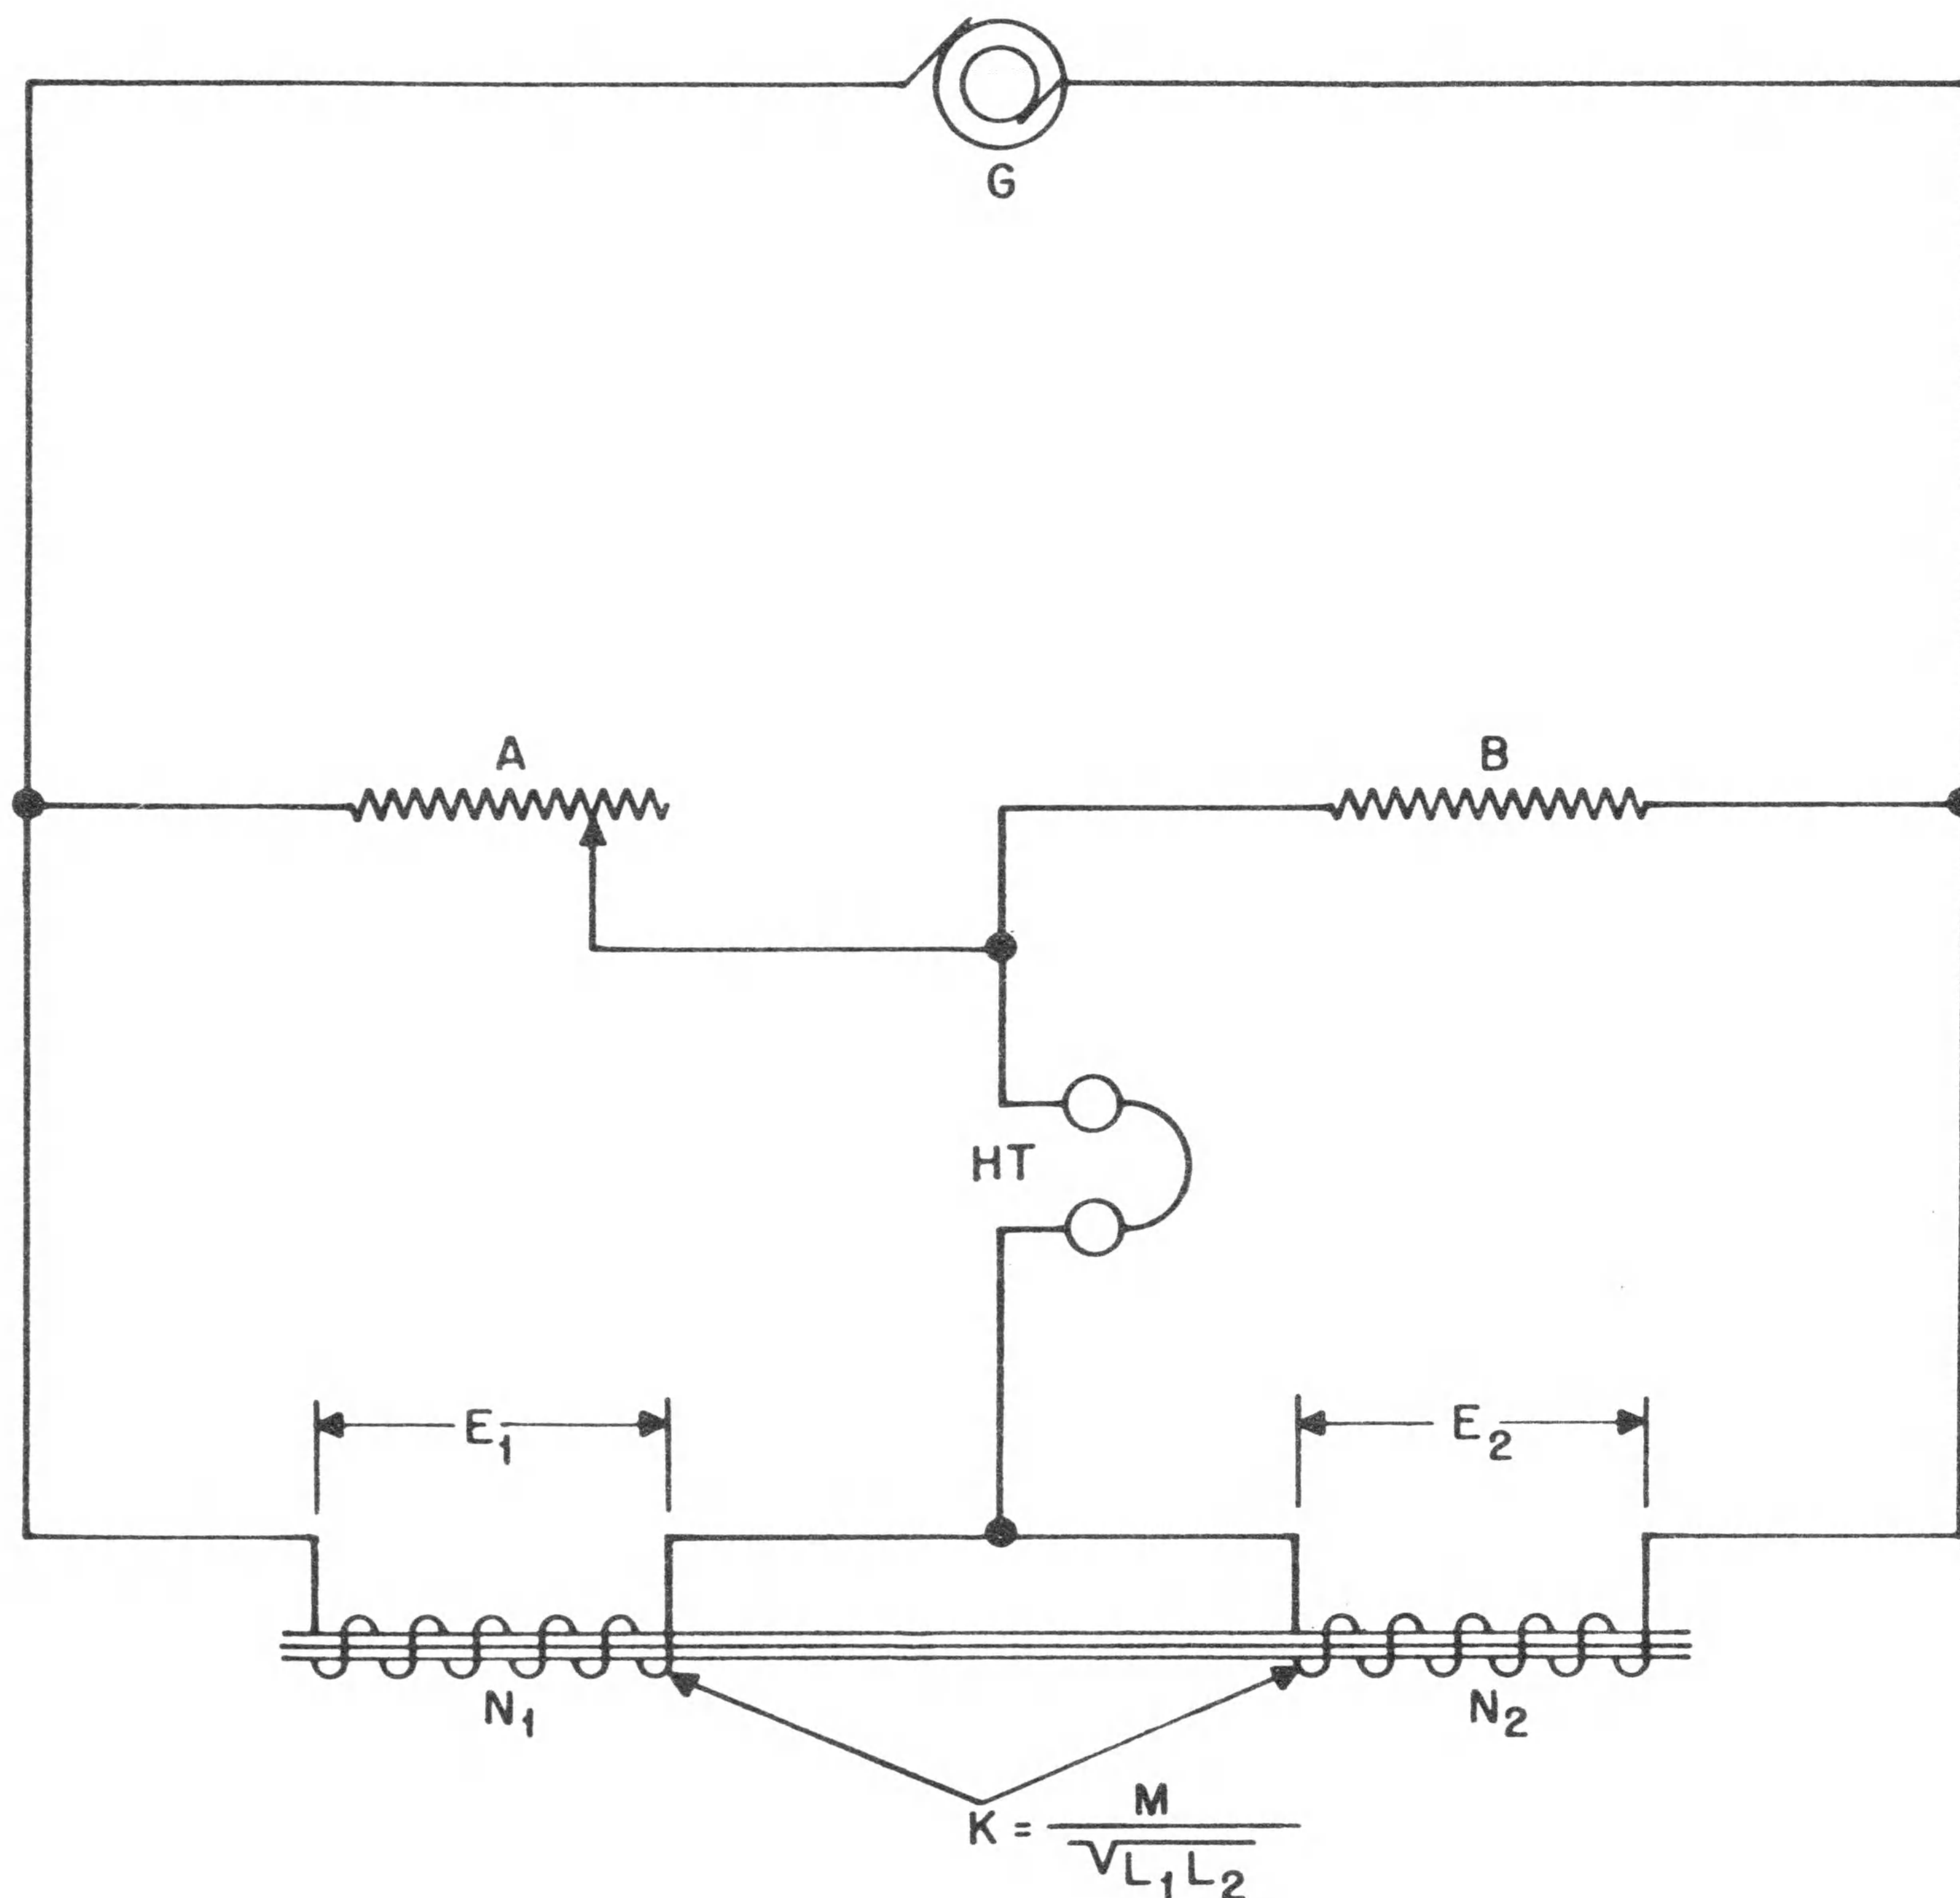 G
A
B
HT
E₁
E₂
N₁
N₂
K = M / √L₁L₂